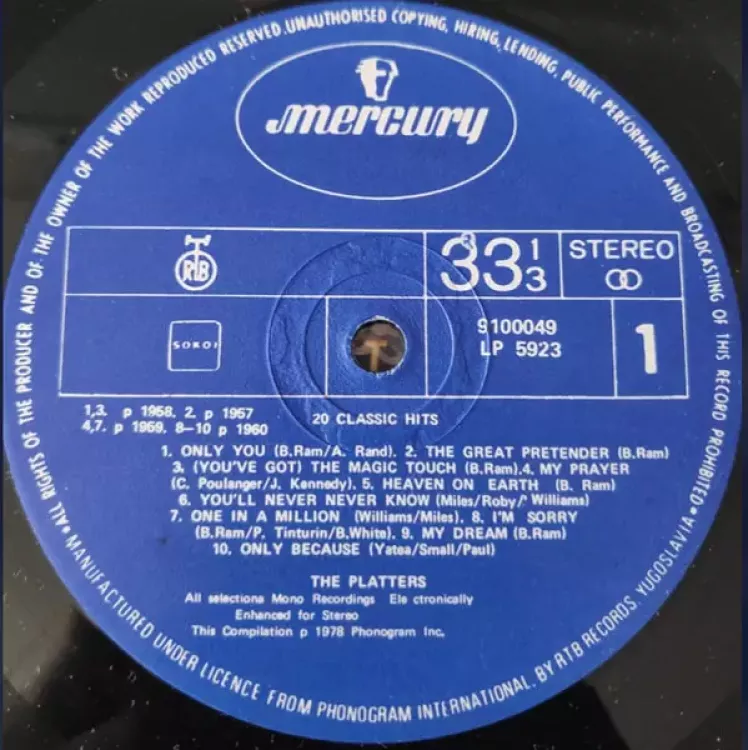 • ALL RIGHTS OF THE PRODUCER AND OF THE OWNER OF THE WORK REPRODUCED RESERVED. UNAUTHORISED COPYING, HIRING, LENDING, PUBLIC PERFORMANCE AND BROADCASTING OF THIS RECORD PROHIBITED •
mercury
RTB
33 1/3
STEREO
SOKOJ
9100049
LP 5923
1
1,3. p 1958. 2. p 1957
4,7. p 1969. 8-10 p 1960
20 CLASSIC HITS
1. ONLY YOU (B.Ram/A. Rand). 2. THE GREAT PRETENDER (B.Ram)
3. (YOU'VE GOT) THE MAGIC TOUCH (B.Ram).4. MY PRAYER
(C. Poulanger/J. Kennedy). 5. HEAVEN ON EARTH (B. Ram)
6. YOU'LL NEVER NEVER KNOW (Miles/Roby/' Williams)
7. ONE IN A MILLION (Williams/Miles). 8. I'M SORRY
(B.Ram/P. Tinturin/B.White). 9. MY DREAM (B.Ram)
10. ONLY BECAUSE (Yatea/Small/Paul)
THE PLATTERS
All selectiona Mono Recordings Ele ctronically
Enhanced for Stereo
This Compilation p 1978 Phonogram Inc.
MANUFACTURED UNDER LICENCE FROM PHONOGRAM INTERNATIONAL. BY RTB RECORDS. YUGOSLAVIA •